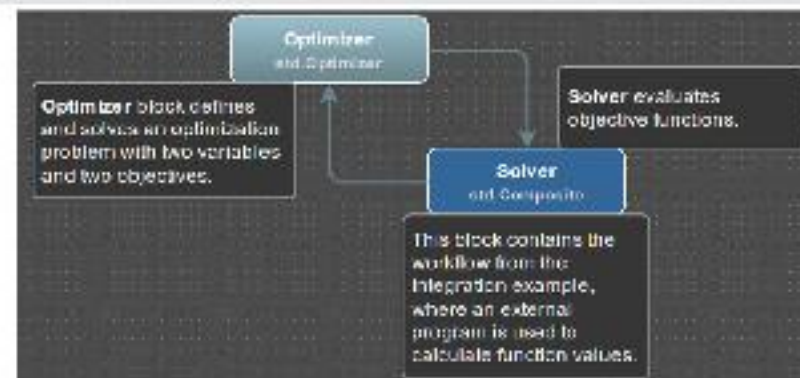 Optimizer
std.Optimizer
Optimizer block defines
and solves an optimization
problem with two variables
and two objectives.
Solver evaluates
objective functions.
Solver
std.Composite
This block contains the
workflow from the
integration example,
where an external
program is used to
calculate function values.